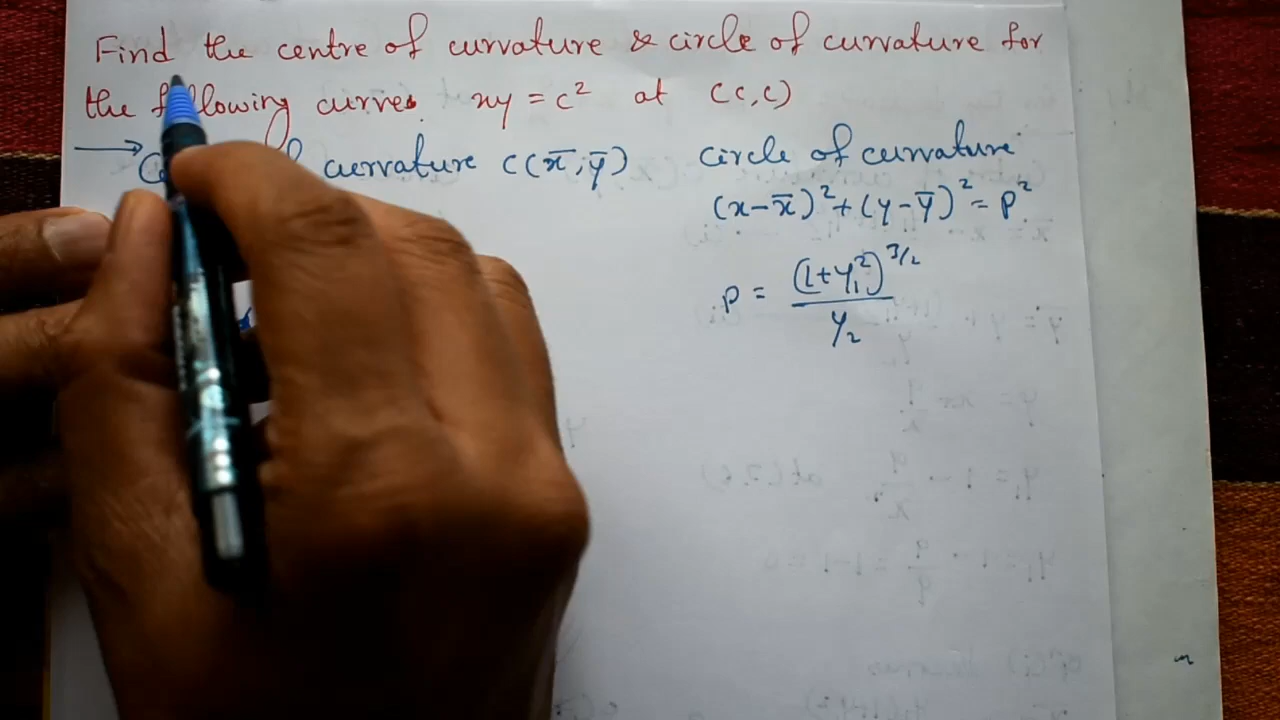 Find the centre of curvature & circle of curvature for
the following curves. xy = c² at (c,c)
curvature C(x̄, ȳ)
circle of curvature
(x-x̄)²+(y-ȳ)² = ρ²
ρ = (1+y₁²)^3/2 / y₂